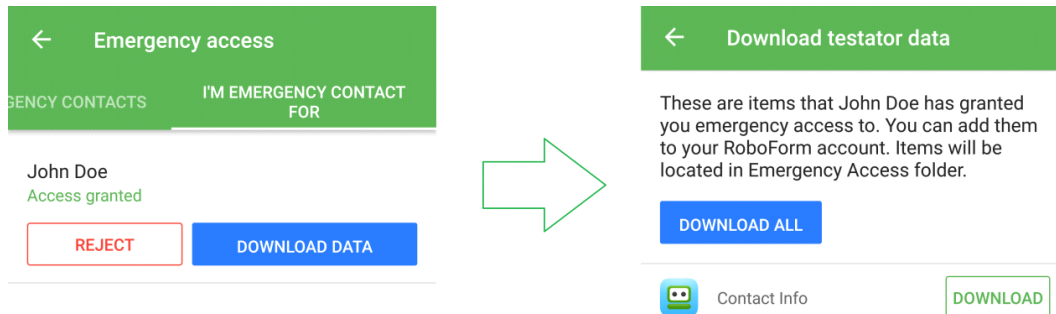 Emergency access
GENCY CONTACTS
I'M EMERGENCY CONTACT
FOR
John Doe
Access granted
REJECT
DOWNLOAD DATA
Download testator data
These are items that John Doe has granted
you emergency access to. You can add them
to your RoboForm account. Items will be
located in Emergency Access folder.
DOWNLOAD ALL
Contact Info
DOWNLOAD